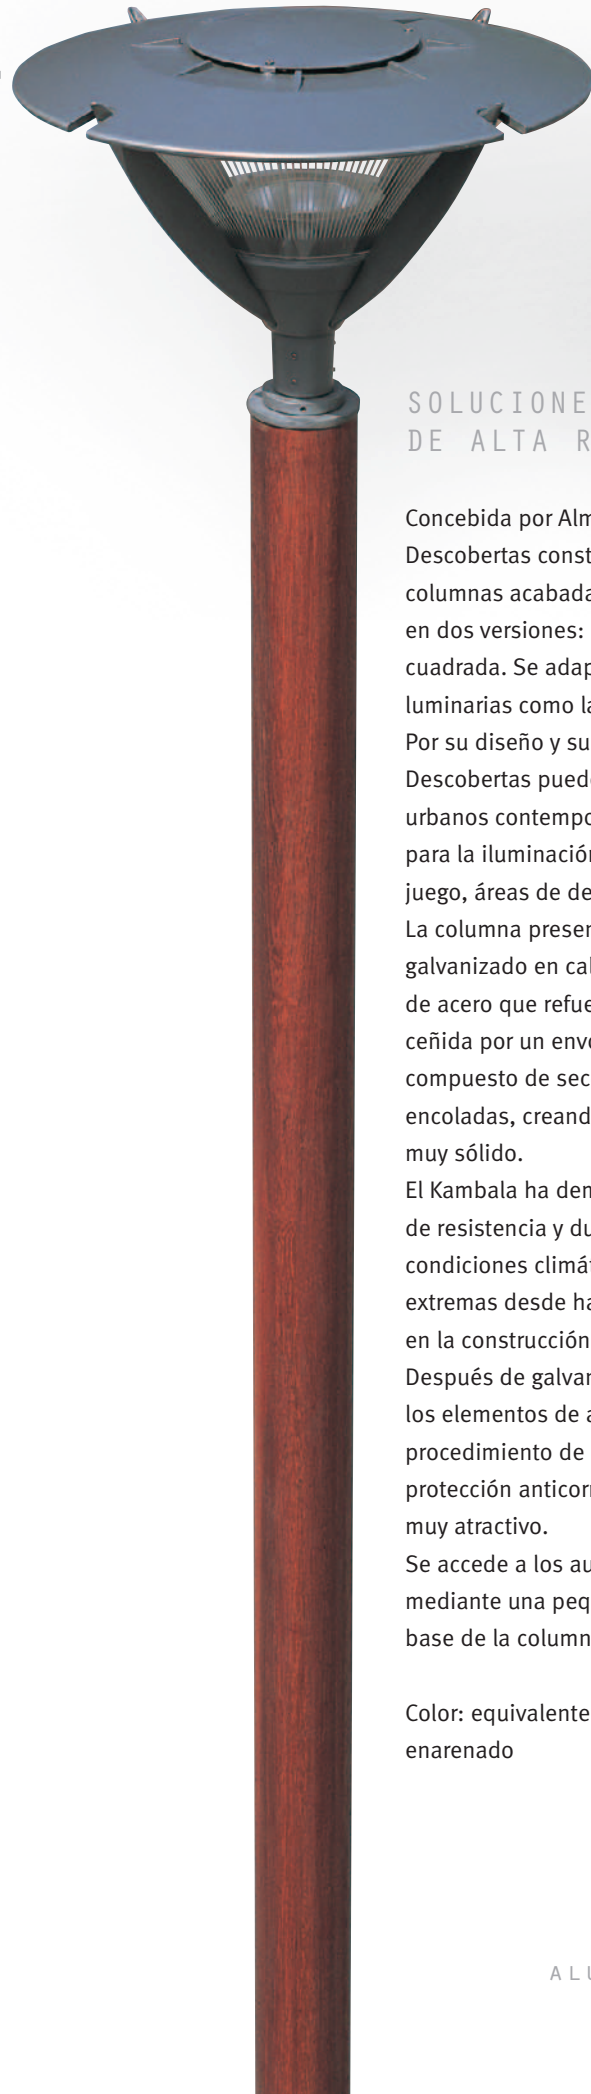 SOLUCIONE
DE ALTA R
Concebida por Alm
Descobertas const
columnas acabada
en dos versiones:
cuadrada. Se adap
luminarias como la
Por su diseño y su
Descobertas pued
urbanos contempo
para la iluminación
juego, áreas de de
La columna presen
galvanizado en cal
de acero que refue
ceñida por un envo
compuesto de sec
encoladas, creand
muy sólido.
El Kambala ha dem
de resistencia y du
condiciones climát
extremas desde ha
en la construcción
Después de galvan
los elementos de a
procedimiento de
protección anticorr
muy atractivo.
Se accede a los au
mediante una peq
base de la column
Color: equivalente
enarenado
ALU